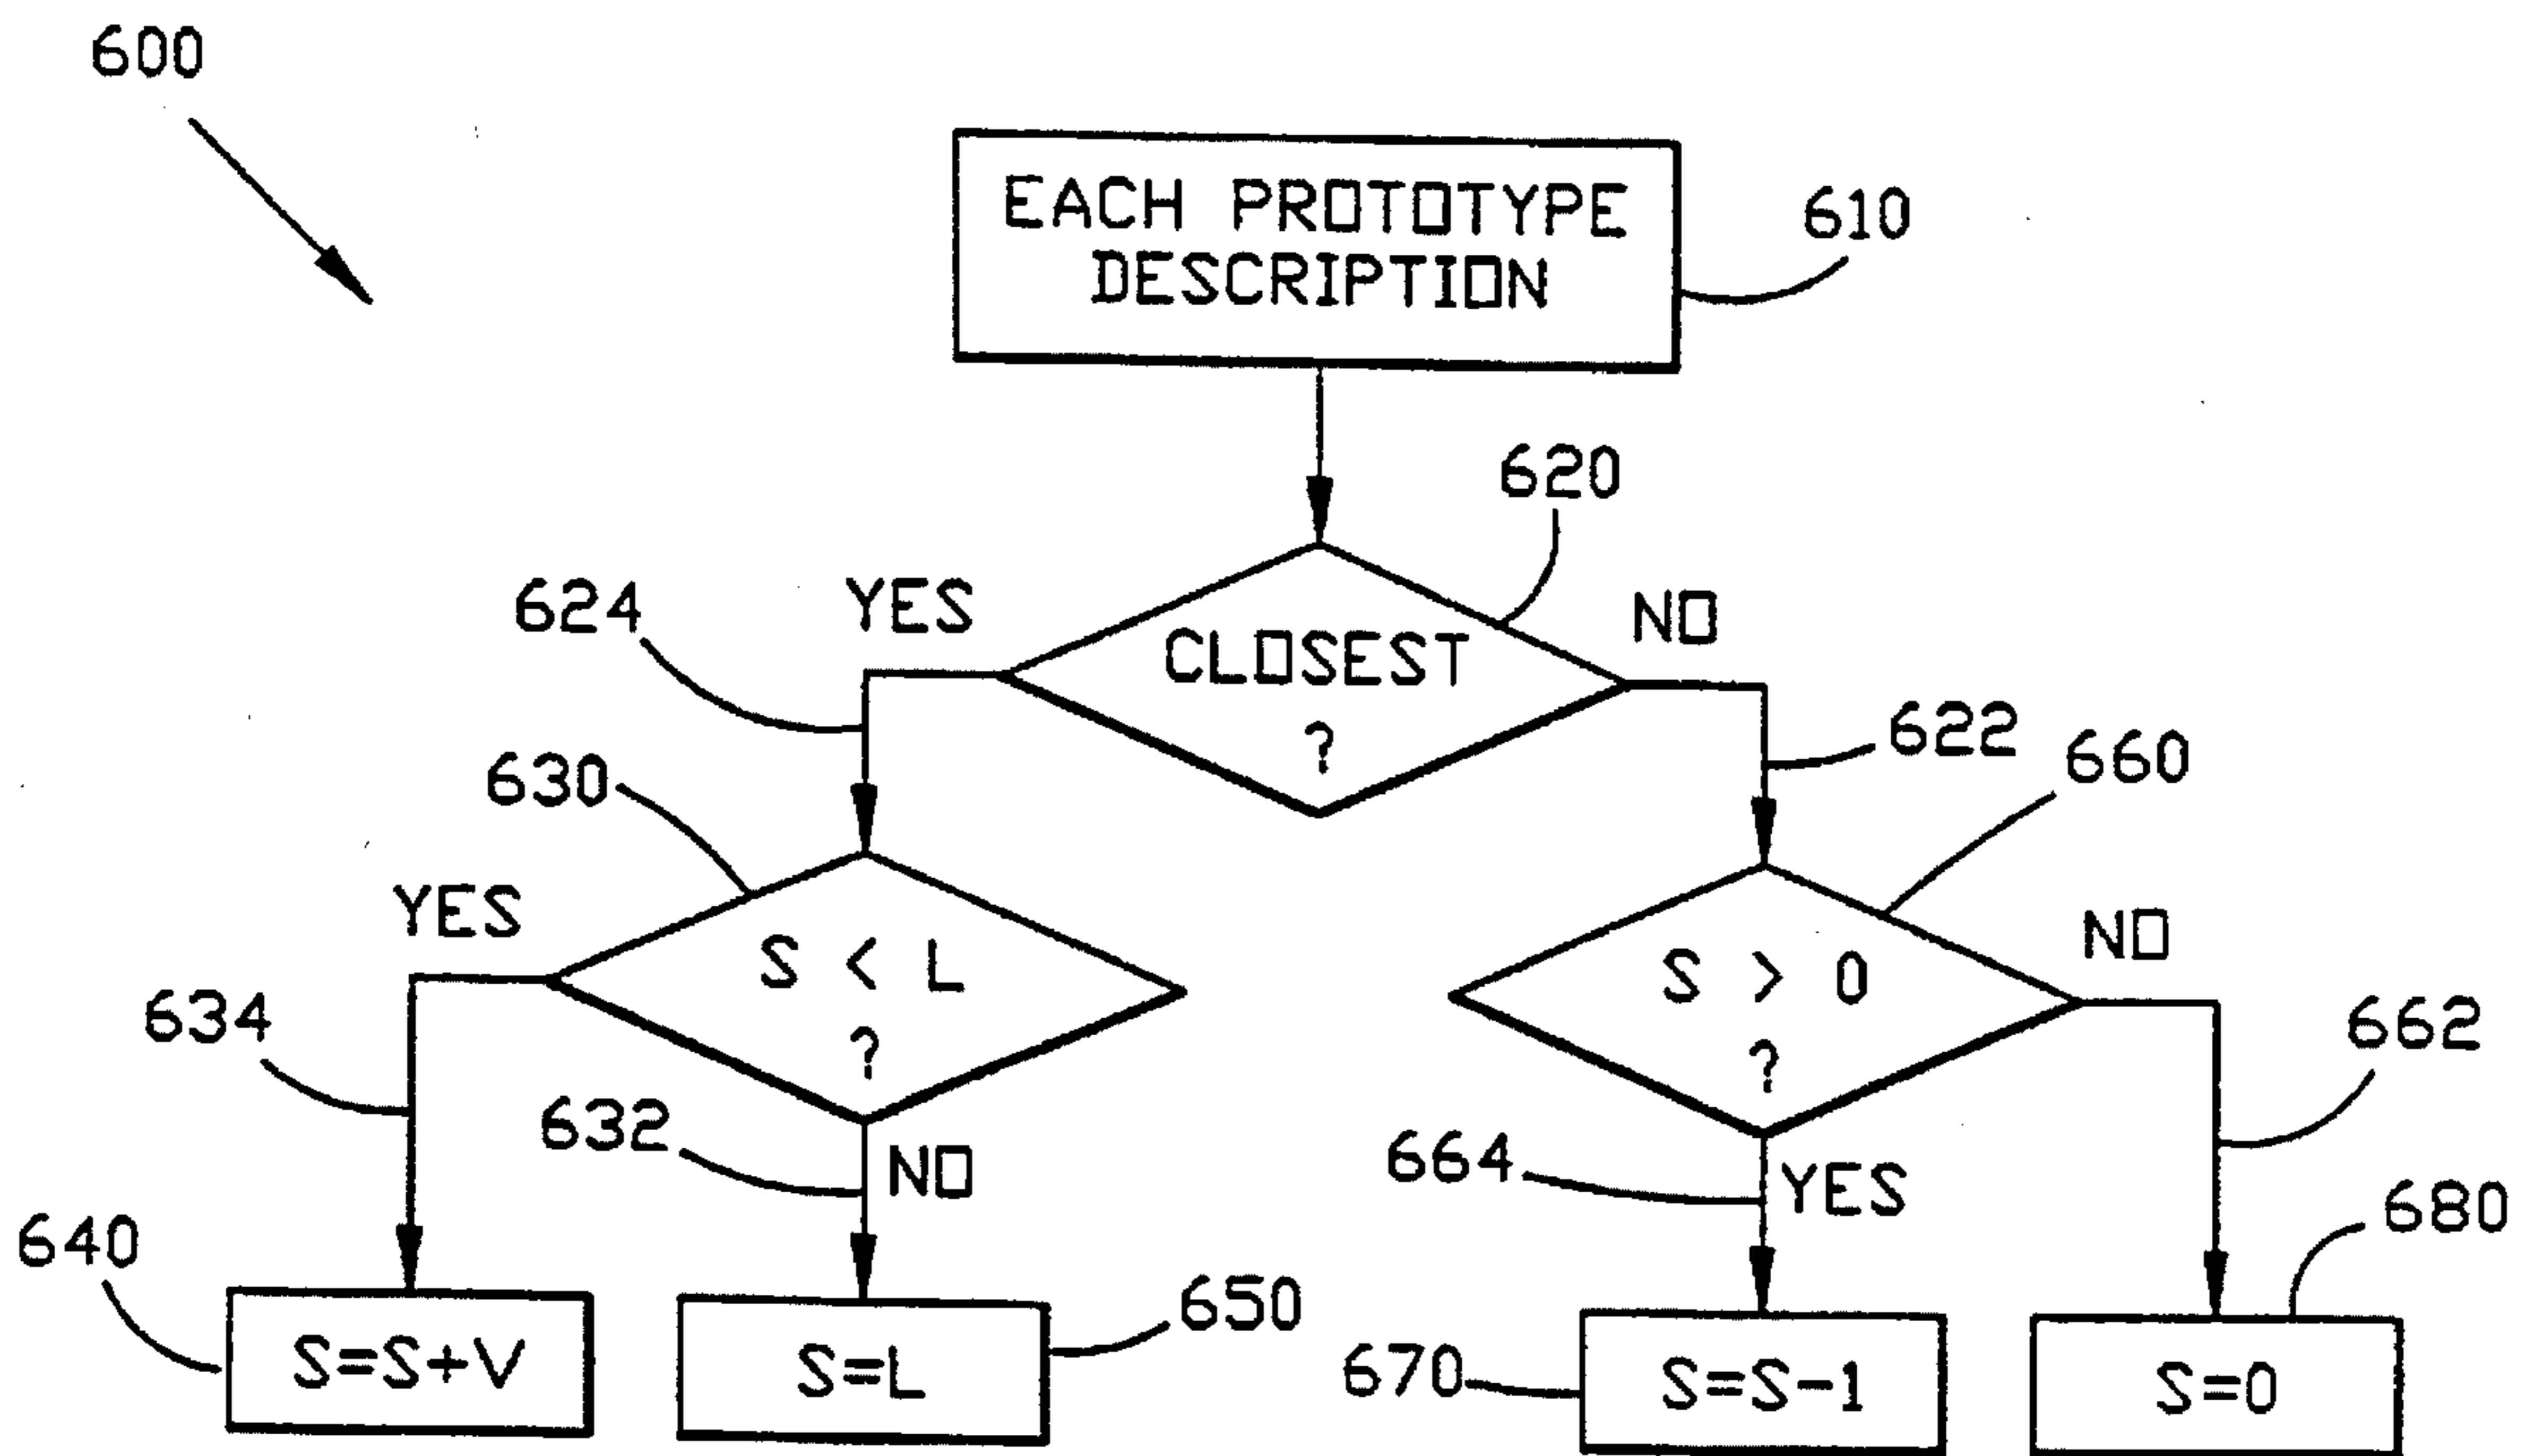 600
EACH PROTOTYPE
DESCRIPTION
610
620
624
YES
CLOSEST
?
NO
622
630
660
YES
S < L
?
S > 0
?
NO
634
632
NO
664
YES
662
640
S=S+V
S=L
650
670
S=S-1
S=0
680